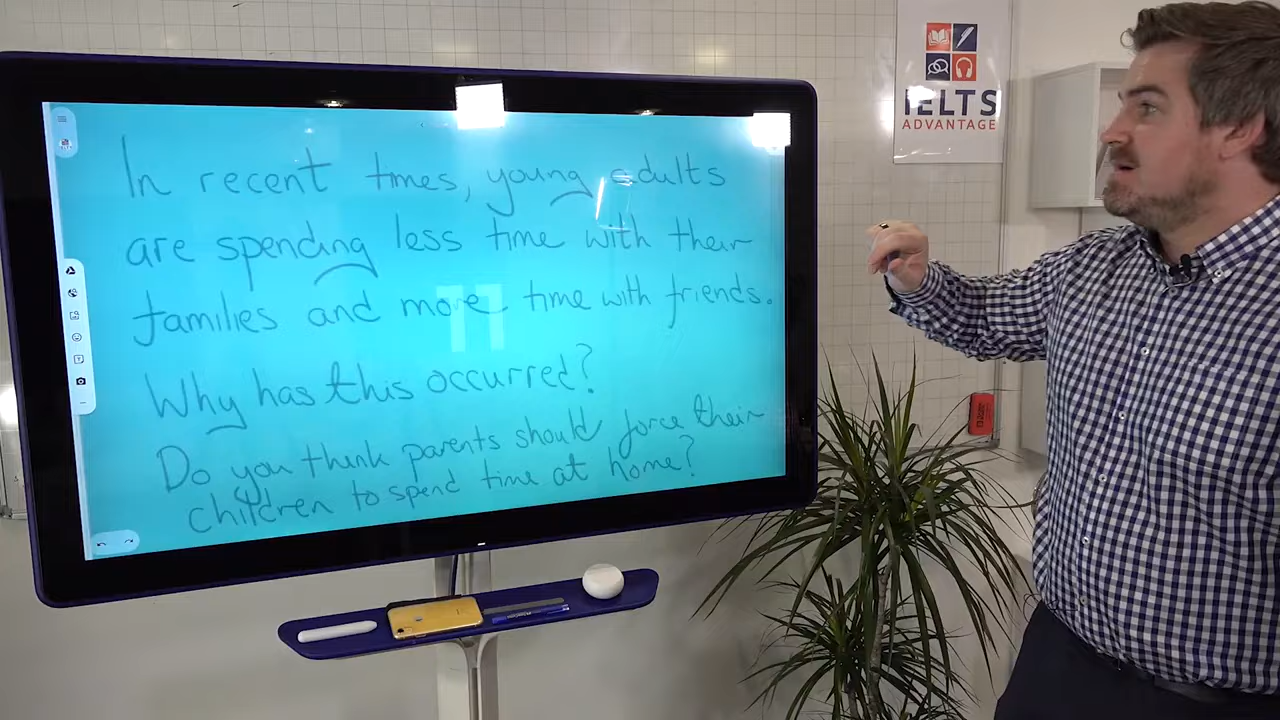 In recent times, young adults
are spending less time with their
families and more time with friends.
Why has this occurred?
Do you think parents should force their
children to spend time at home?
IELTS
ADVANTAGE